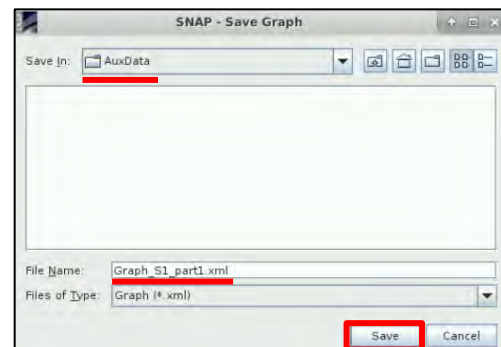 SNAP - Save Graph
Save In: AuxData
File Name: Graph_S1_part1.xml
Files of Type: Graph (*.xml)
Save Cancel